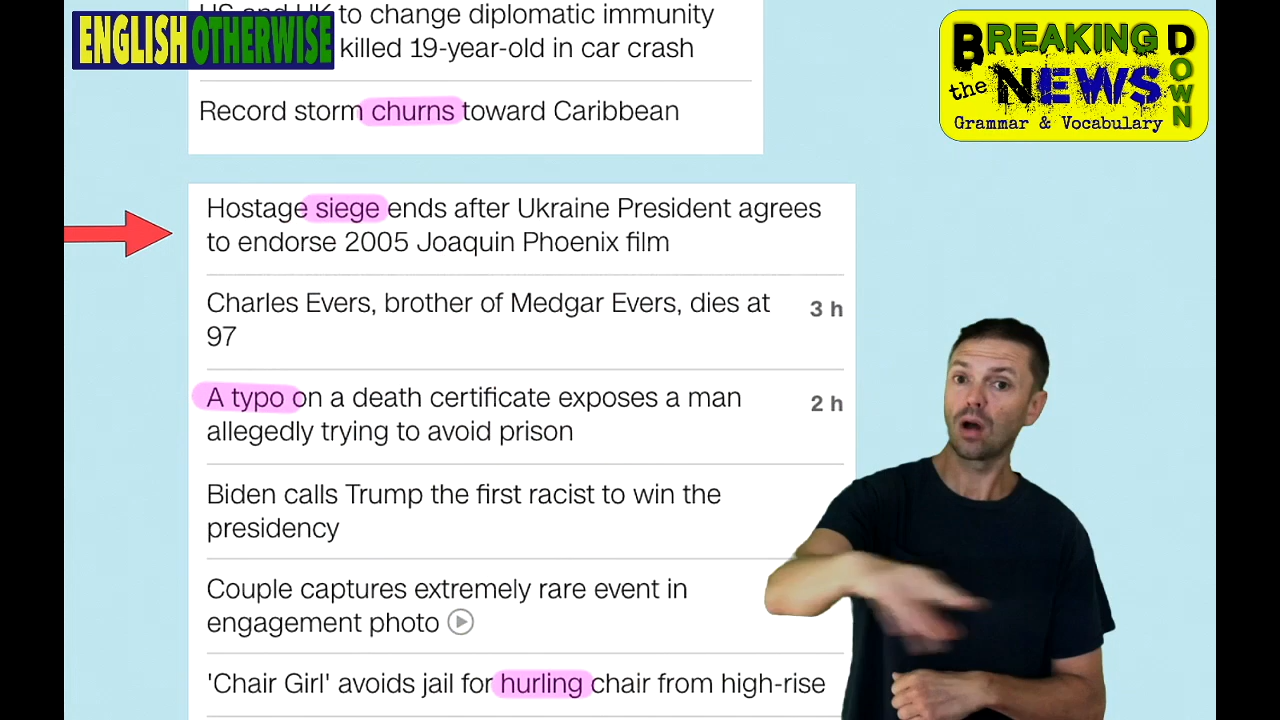 US and UK to change diplomatic immunity
ENGLISH OTHERWISE
killed 19-year-old in car crash
BREAKING
the NEWS
DOWN
Grammar & Vocabulary
Record storm churns toward Caribbean
Hostage siege ends after Ukraine President agrees
to endorse 2005 Joaquin Phoenix film
Charles Evers, brother of Medgar Evers, dies at
97
3 h
A typo on a death certificate exposes a man
allegedly trying to avoid prison
2 h
Biden calls Trump the first racist to win the
presidency
Couple captures extremely rare event in
engagement photo
'Chair Girl' avoids jail for hurling chair from high-rise